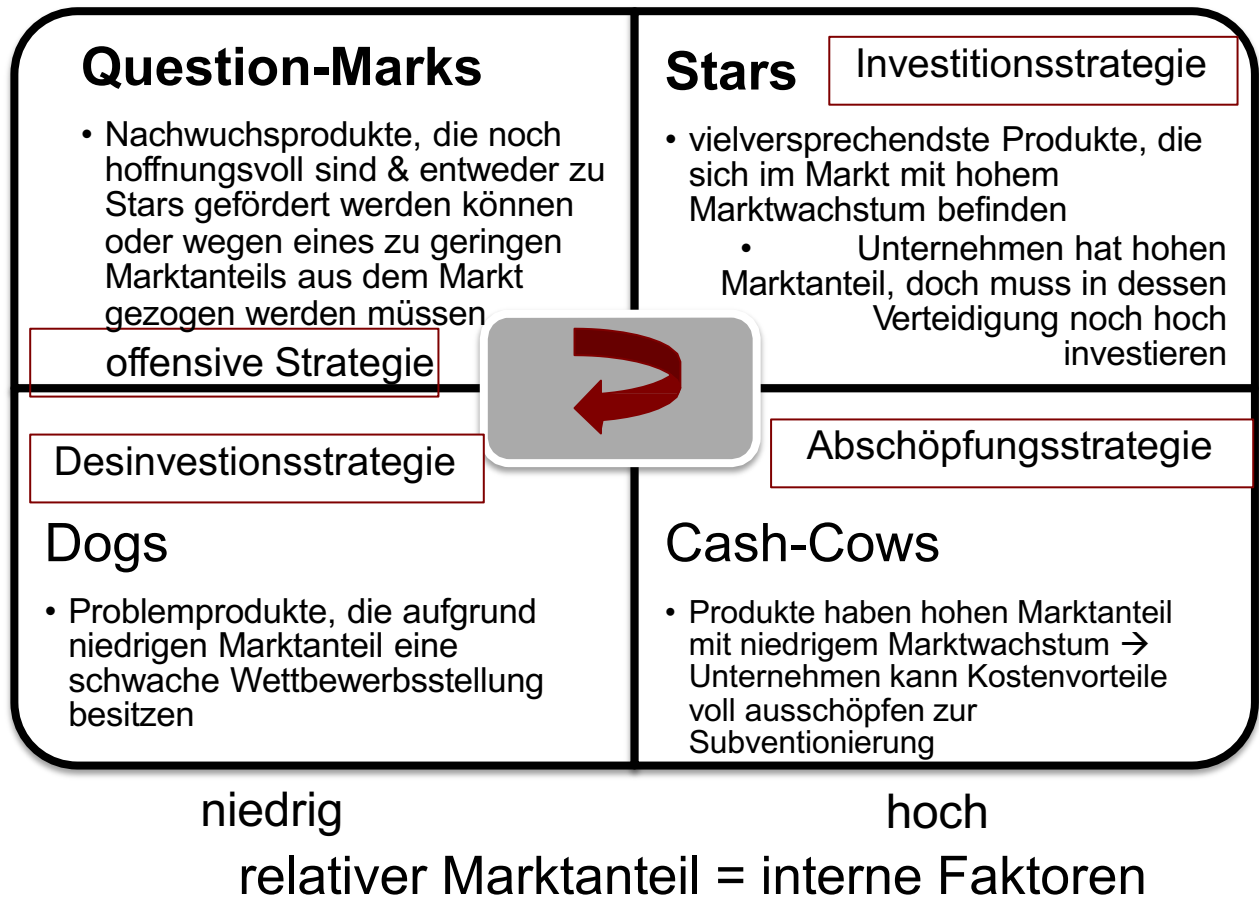 Question-Marks
• Nachwuchsprodukte, die noch
hoffnungsvoll sind & entweder zu
Stars gefördert werden können
oder wegen eines zu geringen
Marktanteils aus dem Markt
gezogen werden müssen
offensive Strategie
Stars
Investitionsstrategie
• vielversprechendste Produkte, die
sich im Markt mit hohem
Marktwachstum befinden
• Unternehmen hat hohen
Marktanteil, doch muss in dessen
Verteidigung noch hoch
investieren
Desinvestionsstrategie
Dogs
• Problemprodukte, die aufgrund
niedrigen Marktanteil eine
schwache Wettbewerbsstellung
besitzen
Abschöpfungsstrategie
Cash-Cows
• Produkte haben hohen Marktanteil
mit niedrigem Marktwachstum →
Unternehmen kann Kostenvorteile
voll ausschöpfen zur
Subventionierung
niedrig
hoch
relativer Marktanteil = interne Faktoren